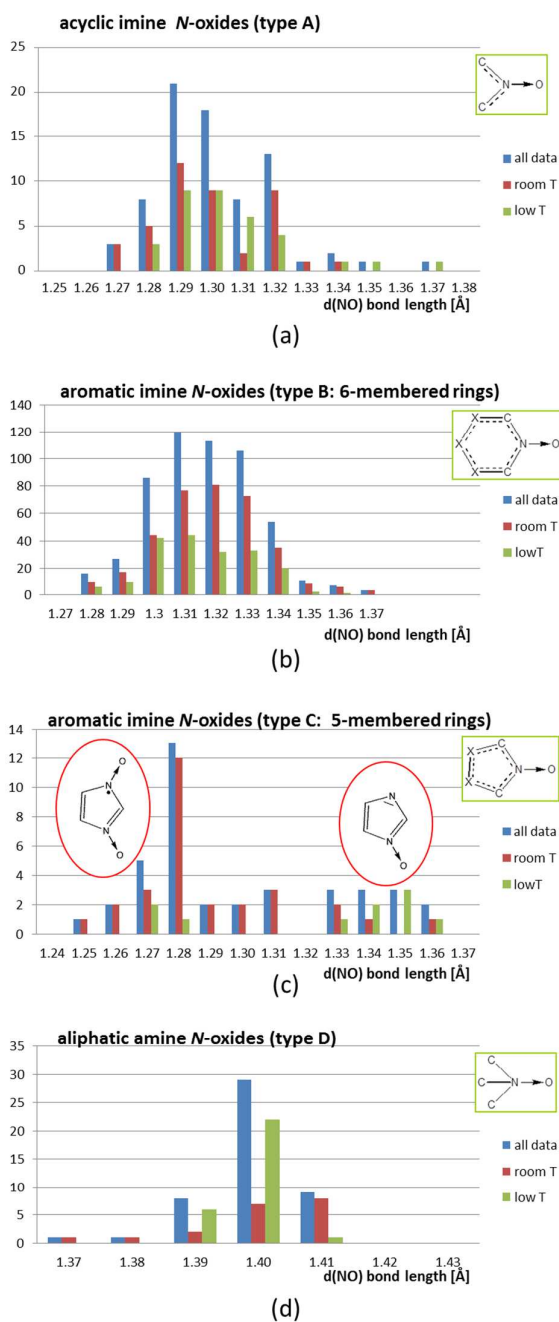 acyclic imine N-oxides (type A)
25
20
15
10
5
0
1.25 1.26 1.27 1.28 1.29 1.30 1.31 1.32 1.33 1.34 1.35 1.36 1.37 1.38
d(NO) bond length [Å]
C
N
O
C
all data
room T
low T
(a)
aromatic imine N-oxides (type B: 6-membered rings)
140
120
100
80
60
40
20
0
1.27 1.28 1.29 1.3 1.31 1.32 1.33 1.34 1.35 1.36 1.37
d(NO) bond length [Å]
X C
X N O
X C
all data
room T
lowT
(b)
aromatic imine N-oxides (type C: 5-membered rings)
14
12
10
8
6
4
2
0
1.24 1.25 1.26 1.27 1.28 1.29 1.30 1.31 1.32 1.33 1.34 1.35 1.36 1.37
d(NO) bond length [Å]
O
N
N
O
N
N
O
C
X
N O
X
C
all data
room T
lowT
(c)
aliphatic amine N-oxides (type D)
35
30
25
20
15
10
5
0
1.37 1.38 1.39 1.40 1.41 1.42 1.43
d(NO) bond length [Å]
C
C N O
C
all data
room T
low T
(d)